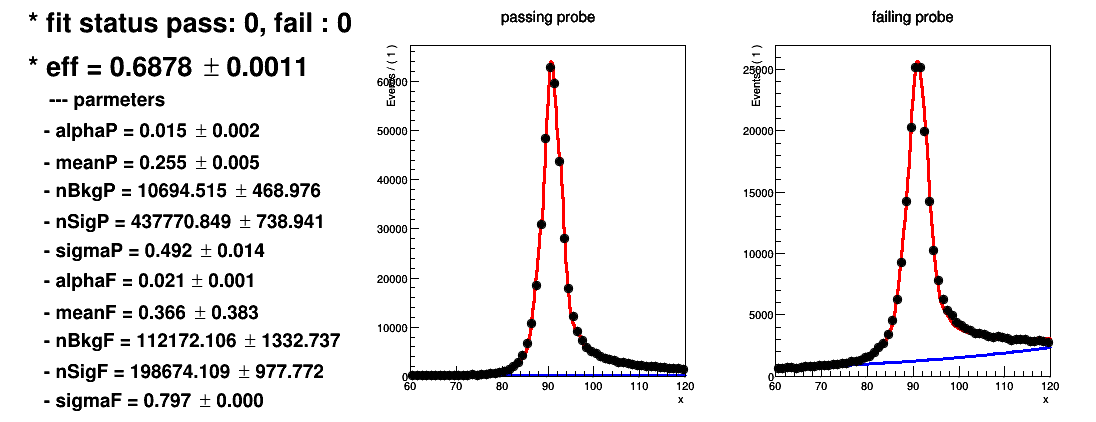 * fit status pass: 0, fail : 0
* eff = 0.6878 ± 0.0011
--- parmeters
- alphaP = 0.015 ± 0.002
- meanP = 0.255 ± 0.005
- nBkgP = 10694.515 ± 468.976
- nSigP = 437770.849 ± 738.941
- sigmaP = 0.492 ± 0.014
- alphaF = 0.021 ± 0.001
- meanF = 0.366 ± 0.383
- nBkgF = 112172.106 ± 1332.737
- nSigF = 198674.109 ± 977.772
- sigmaF = 0.797 ± 0.000
passing probe
Events / ( 1 )
60000
50000
40000
30000
20000
10000
0
60 70 80 90 100 110 120
x
failing probe
Events / ( 1 )
25000
20000
15000
10000
5000
0
60 70 80 90 100 110 120
x